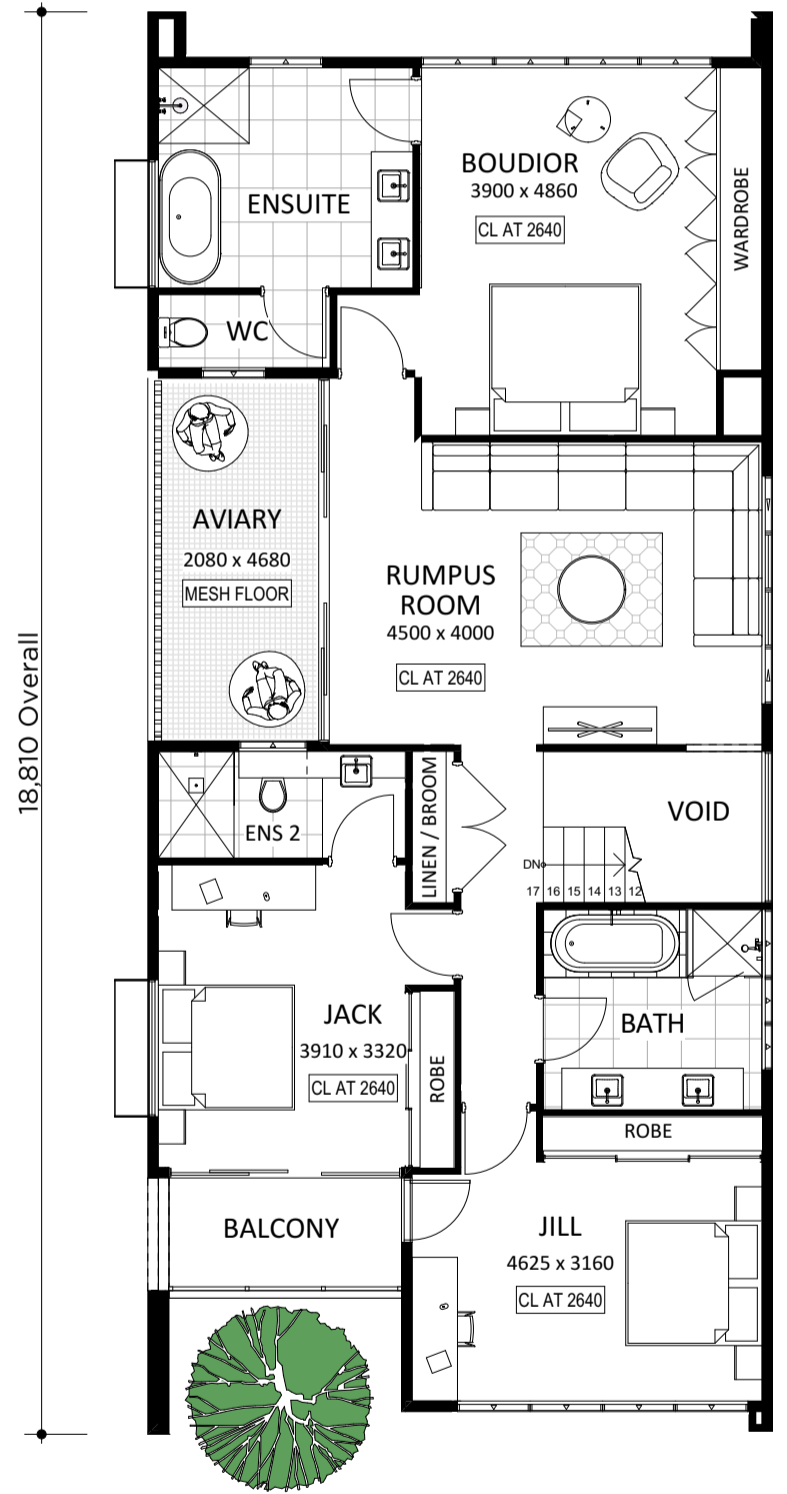 18,810 Overall
ENSUITE
BOUDIOR
3900 x 4860
CL AT 2640
WARDROBE
WC
AVIARY
2080 x 4680
MESH FLOOR
RUMPUS
ROOM
4500 x 4000
CL AT 2640
ENS 2
LINEN / BROOM
VOID
DN
17 16 15 14 13 12
JACK
3910 x 3320
CL AT 2640
ROBE
BATH
ROBE
BALCONY
JILL
4625 x 3160
CL AT 2640